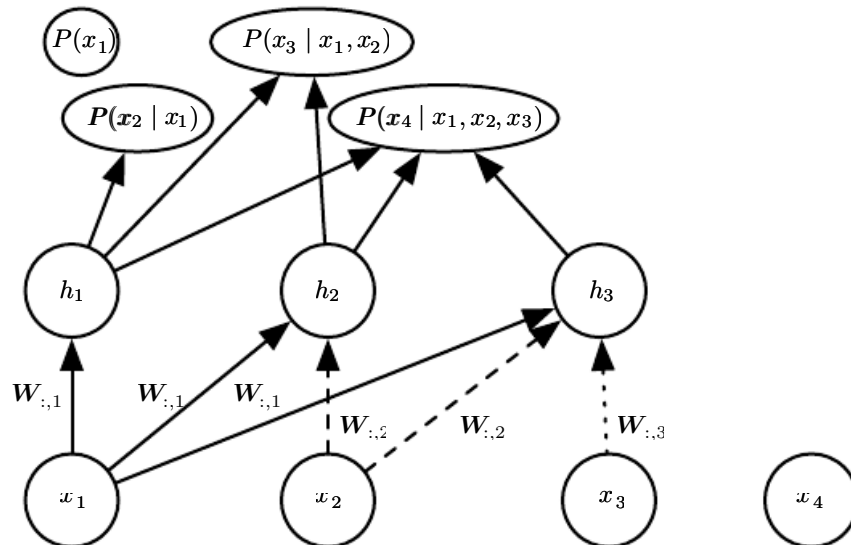 P(x₁) P(x₃ | x₁, x₂)
P(x₂ | x₁) P(x₄ | x₁, x₂, x₃)
h₁ h₂ h₃
W:,1 W:,1 W:,1
W:,2 W:,2 W:,3
x₁ x₂ x₃ x₄